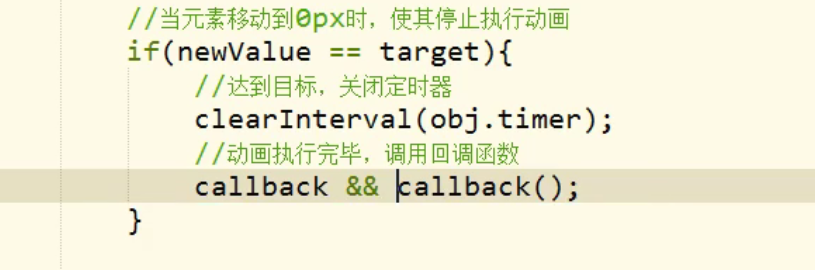 //当元素移动到0px时，使其停止执行动画
if(newValue == target){
//达到目标，关闭定时器
clearInterval(obj.timer);
//动画执行完毕，调用回调函数
callback && callback();
}